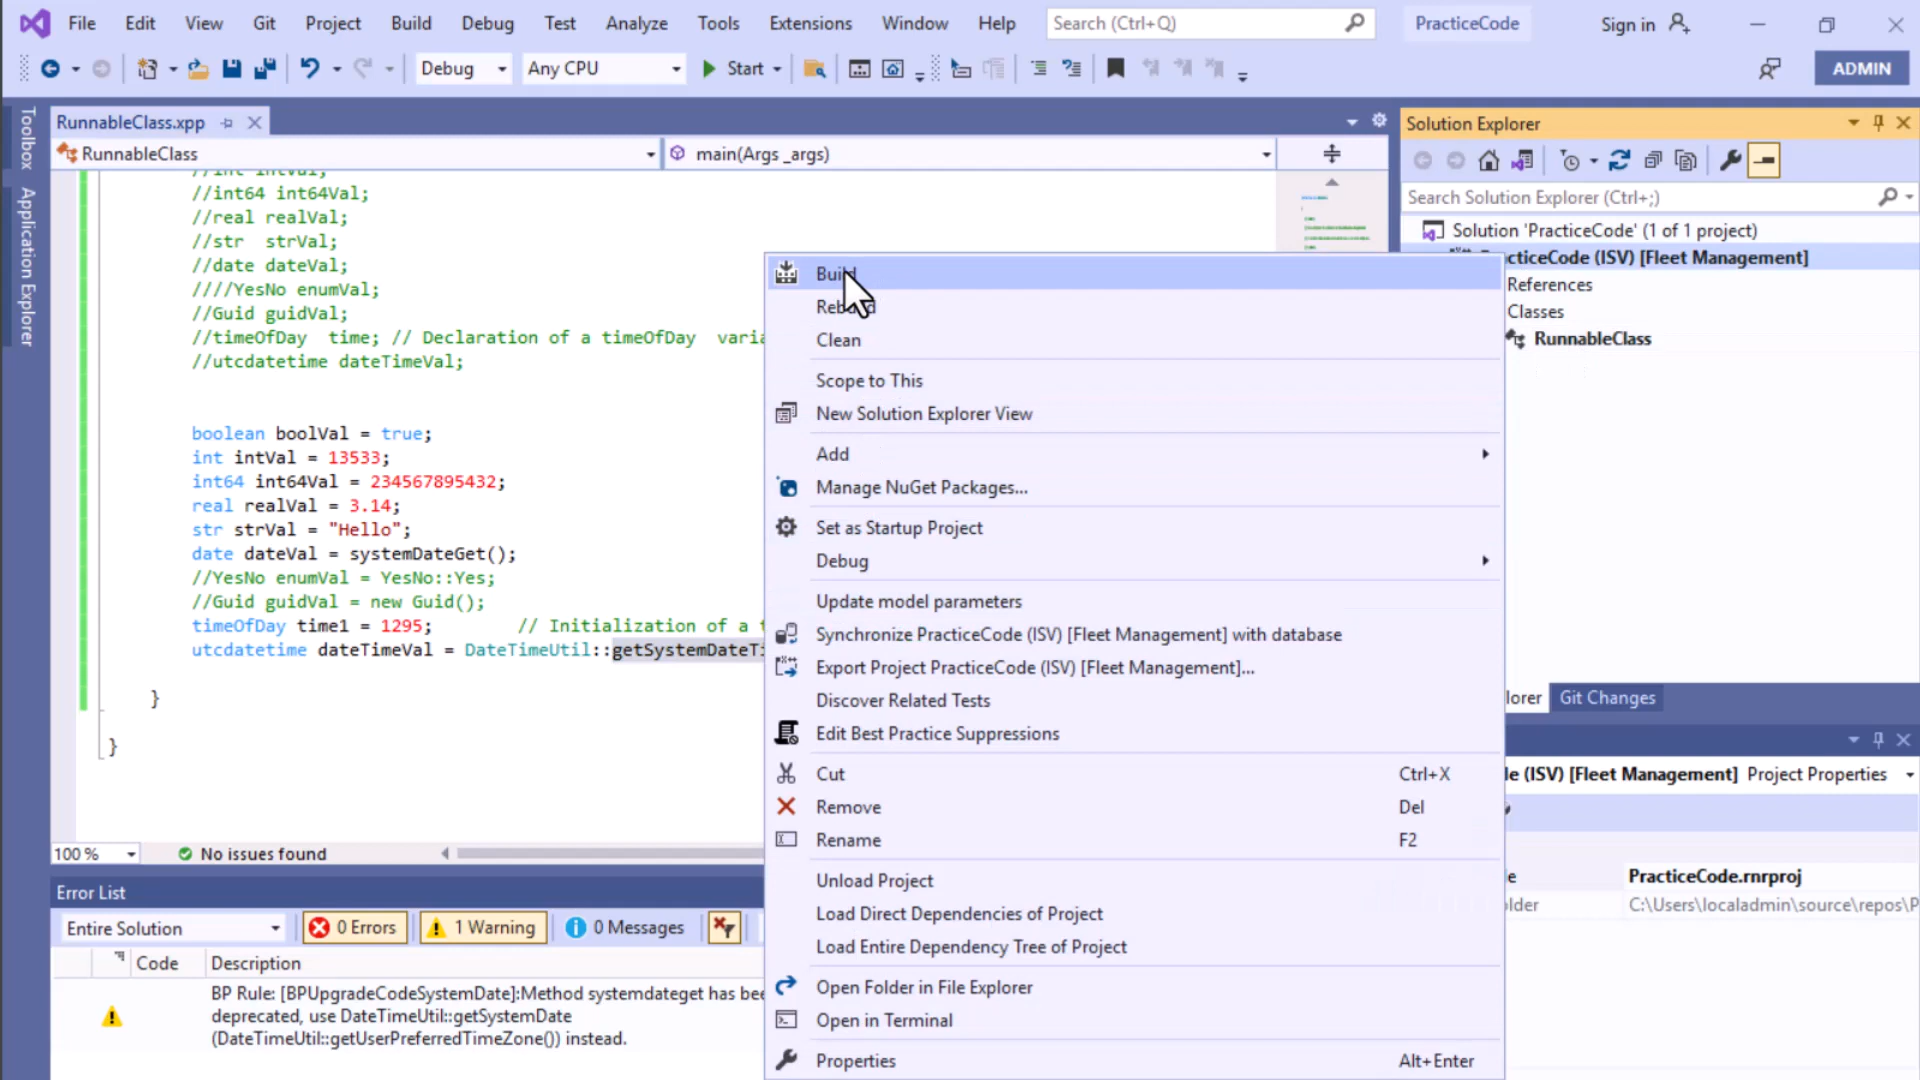 File Edit View Git Project Build Debug Test Analyze Tools Extensions Window Help Search (Ctrl+Q) PracticeCode Sign in
Debug Any CPU Start ADMIN
Toolbox
Application Explorer
RunnableClass.xpp
RunnableClass main(Args _args)
//int intVal;
//int64 int64Val;
//real realVal;
//str  strVal;
//date dateVal;
////YesNo enumVal;
//Guid guidVal;
//timeOfDay  time; // Declaration of a timeOfDay  varia
//utcdatetime dateTimeVal;
boolean boolVal = true;
int intVal = 13533;
int64 int64Val = 234567895432;
real realVal = 3.14;
str strVal = "Hello";
date dateVal = systemDateGet();
//YesNo enumVal = YesNo::Yes;
//Guid guidVal = new Guid();
timeOfDay time1 = 1295;        // Initialization of a t
utcdatetime dateTimeVal = DateTimeUtil::getSystemDateTi
}
}
100 % No issues found
Error List
Entire Solution 0 Errors 1 Warning 0 Messages
Code Description
BP Rule: [BPUpgradeCodeSystemDate]:Method systemdateget has bee
deprecated, use DateTimeUtil::getSystemDate
(DateTimeUtil::getUserPreferredTimeZone()) instead.
Build
Rebuild
Clean
Scope to This
New Solution Explorer View
Add
Manage NuGet Packages...
Set as Startup Project
Debug
Update model parameters
Synchronize PracticeCode (ISV) [Fleet Management] with database
Export Project PracticeCode (ISV) [Fleet Management]...
Discover Related Tests
Edit Best Practice Suppressions
Cut Ctrl+X
Remove Del
Rename F2
Unload Project
Load Direct Dependencies of Project
Load Entire Dependency Tree of Project
Open Folder in File Explorer
Open in Terminal
Properties Alt+Enter
Solution Explorer
Search Solution Explorer (Ctrl+;)
Solution 'PracticeCode' (1 of 1 project)
cticeCode (ISV) [Fleet Management]
References
Classes
RunnableClass
lorer Git Changes
le (ISV) [Fleet Management] Project Properties
e PracticeCode.rnrproj
lder C:\Users\localadmin\source\repos\P